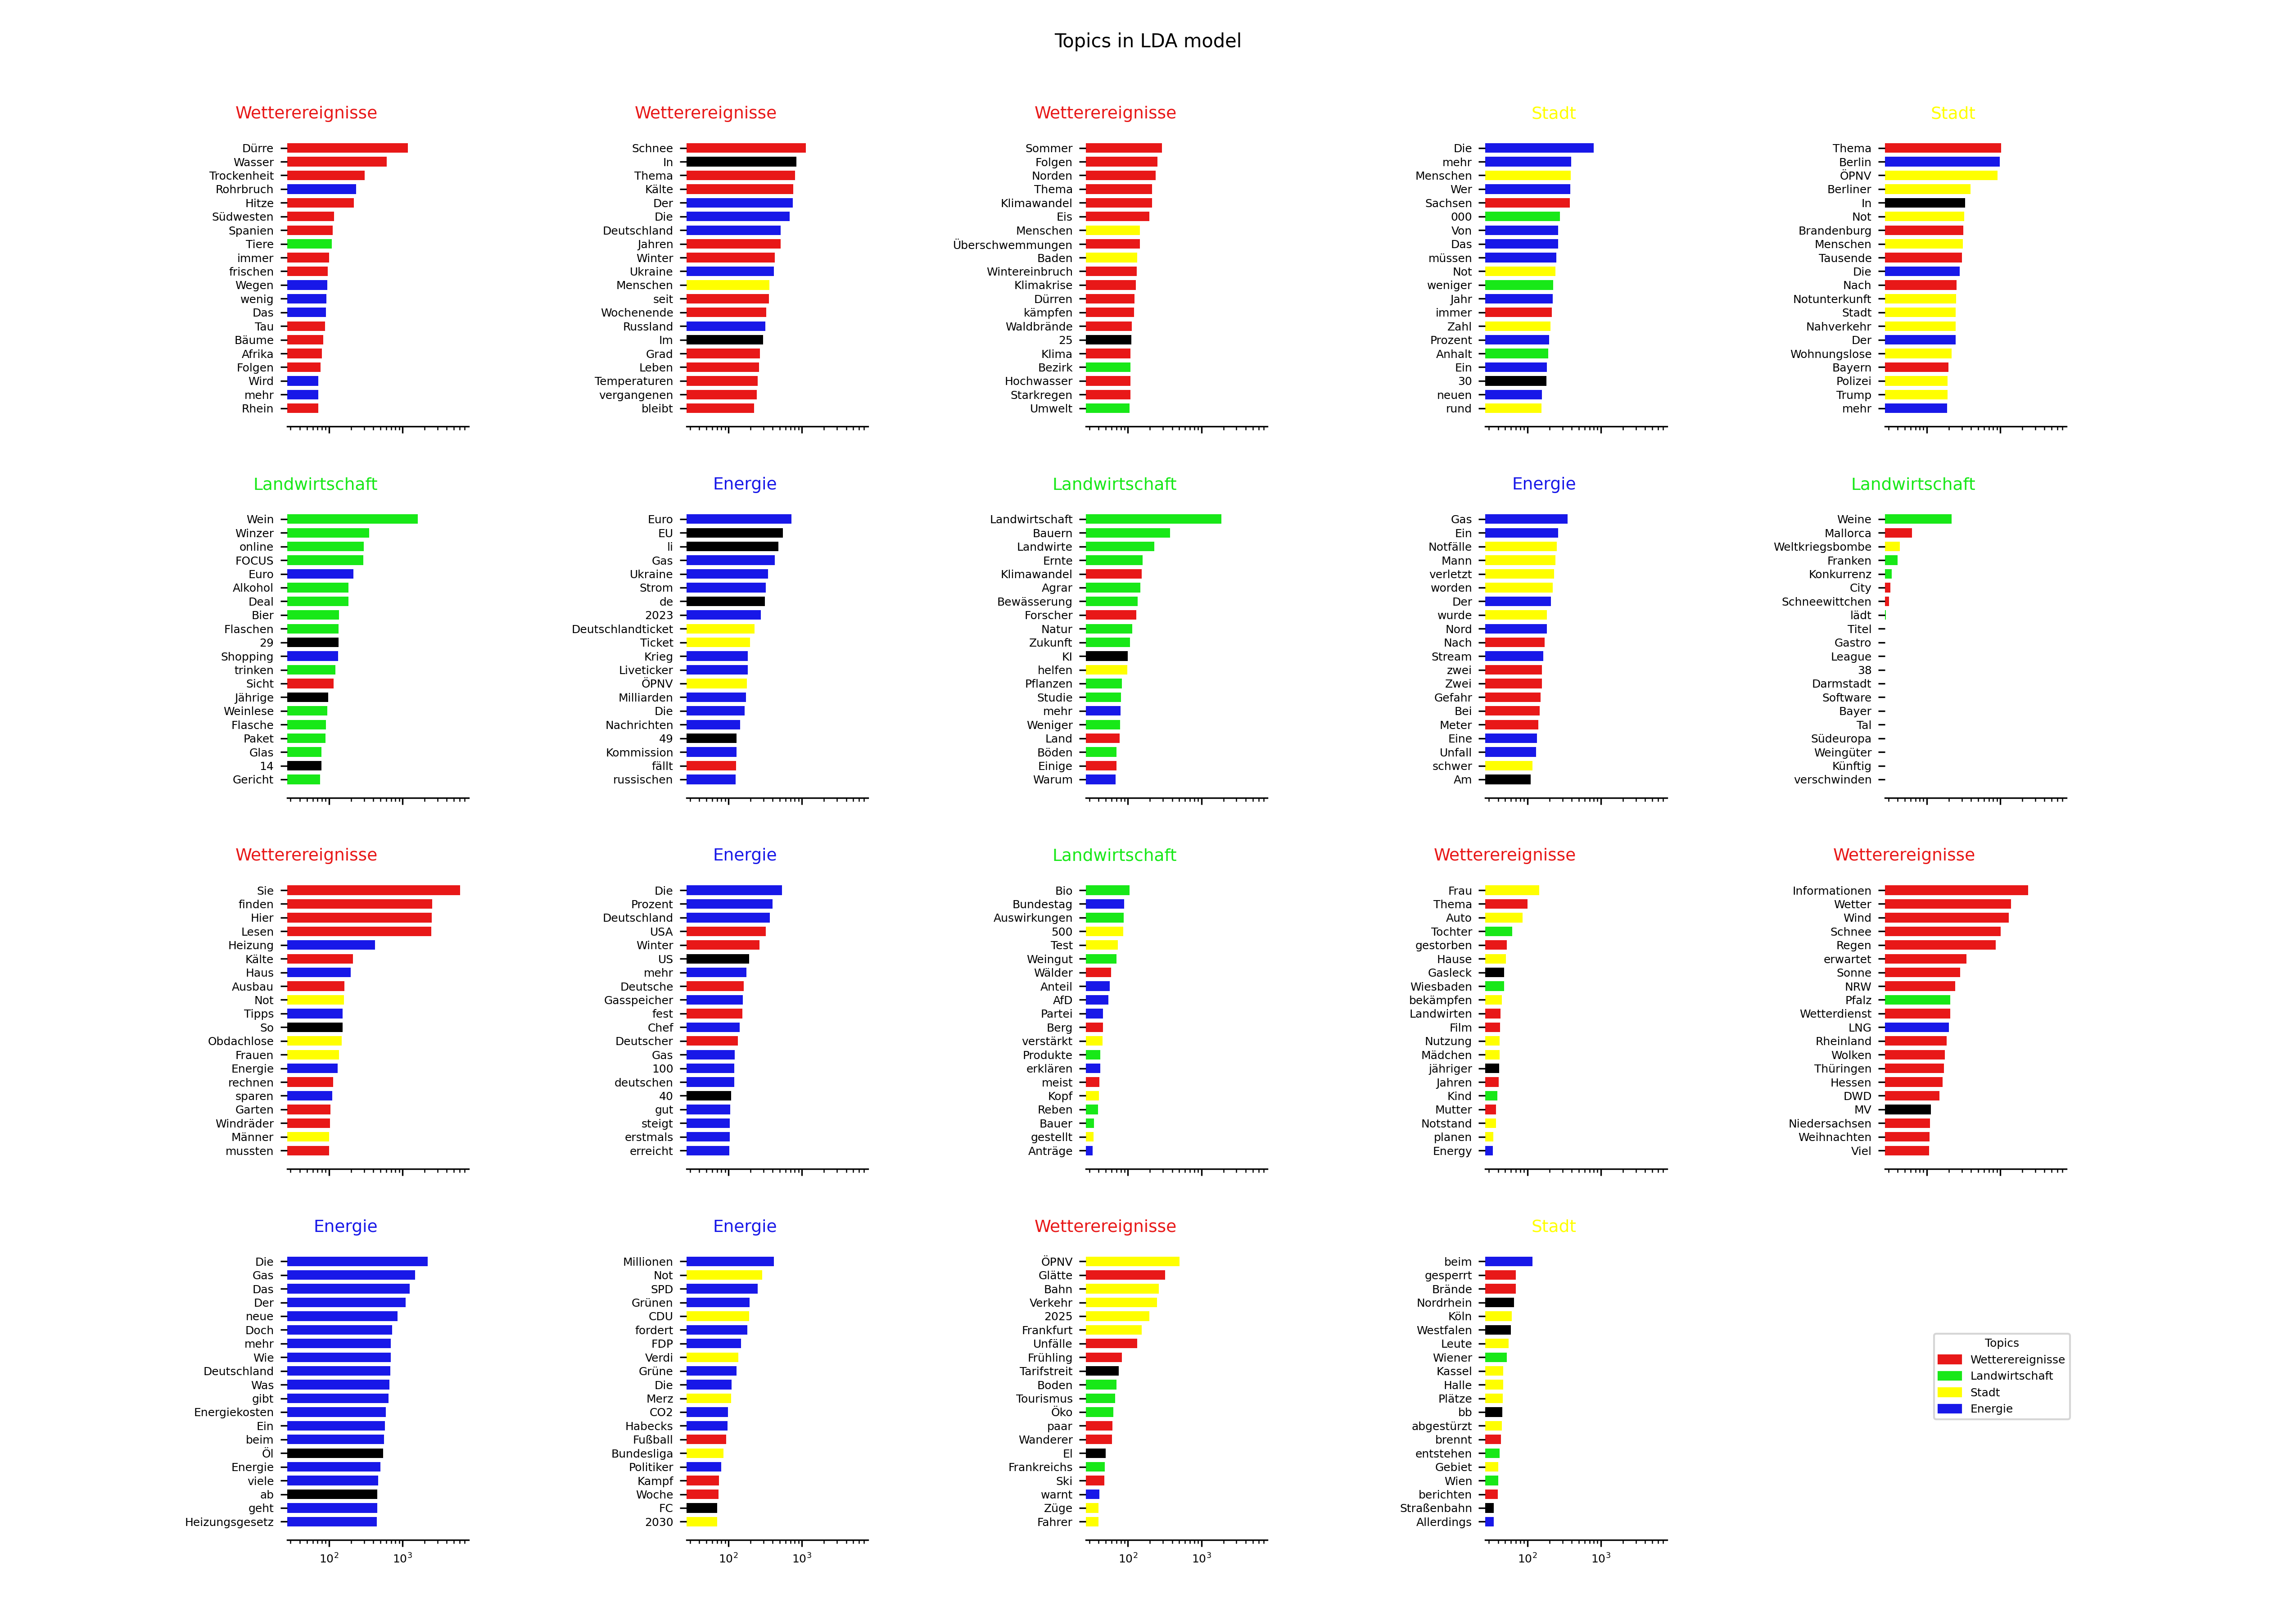 Topics in LDA model
Wetterereignisse
Dürre
Wasser
Trockenheit
Rohrbruch
Hitze
Südwesten
Spanien
Tiere
immer
frischen
Wegen
wenig
Das
Tau
Bäume
Afrika
Folgen
Wird
mehr
Rhein
Wetterereignisse
Schnee
In
Thema
Kälte
Der
Die
Deutschland
Jahren
Winter
Ukraine
Menschen
seit
Wochenende
Russland
Im
Grad
Leben
Temperaturen
vergangenen
bleibt
Wetterereignisse
Sommer
Folgen
Norden
Thema
Klimawandel
Eis
Menschen
Überschwemmungen
Baden
Wintereinbruch
Klimakrise
Dürren
kämpfen
Waldbrände
25
Klima
Bezirk
Hochwasser
Starkregen
Umwelt
Stadt
Die
mehr
Menschen
Wer
Sachsen
000
Von
Das
müssen
Not
weniger
Jahr
immer
Zahl
Prozent
Anhalt
Ein
30
neuen
rund
Stadt
Thema
Berlin
ÖPNV
Berliner
In
Not
Brandenburg
Menschen
Tausende
Die
Nach
Notunterkunft
Stadt
Nahverkehr
Der
Wohnungslose
Bayern
Polizei
Trump
mehr
Landwirtschaft
Wein
Winzer
online
FOCUS
Euro
Alkohol
Deal
Bier
Flaschen
29
Shopping
trinken
Sicht
Jährige
Weinlese
Flasche
Paket
Glas
14
Gericht
Energie
Euro
EU
li
Gas
Ukraine
Strom
de
2023
Deutschlandticket
Ticket
Krieg
Liveticker
ÖPNV
Milliarden
Die
Nachrichten
49
Kommission
fällt
russischen
Landwirtschaft
Landwirtschaft
Bauern
Landwirte
Ernte
Klimawandel
Agrar
Bewässerung
Forscher
Natur
Zukunft
KI
helfen
Pflanzen
Studie
mehr
Weniger
Land
Böden
Einige
Warum
Energie
Gas
Ein
Notfälle
Mann
verletzt
worden
Der
wurde
Nord
Nach
Stream
zwei
Zwei
Gefahr
Bei
Meter
Eine
Unfall
schwer
Am
Landwirtschaft
Weine
Mallorca
Weltkriegsbombe
Franken
Konkurrenz
City
Schneewittchen
lädt
Titel
Gastro
League
38
Darmstadt
Software
Bayer
Tal
Südeuropa
Weingüter
Künftig
verschwinden
Wetterereignisse
Sie
finden
Hier
Lesen
Heizung
Kälte
Haus
Ausbau
Not
Tipps
So
Obdachlose
Frauen
Energie
rechnen
sparen
Garten
Windräder
Männer
mussten
Energie
Die
Prozent
Deutschland
USA
Winter
US
mehr
Deutsche
Gasspeicher
fest
Chef
Deutscher
Gas
100
deutschen
40
gut
steigt
erstmals
erreicht
Landwirtschaft
Bio
Bundestag
Auswirkungen
500
Test
Weingut
Wälder
Anteil
AfD
Partei
Berg
verstärkt
Produkte
erklären
meist
Kopf
Reben
Bauer
gestellt
Anträge
Wetterereignisse
Frau
Thema
Auto
Tochter
gestorben
Hause
Gasleck
Wiesbaden
bekämpfen
Landwirten
Film
Nutzung
Mädchen
jähriger
Jahren
Kind
Mutter
Notstand
planen
Energy
Wetterereignisse
Informationen
Wetter
Wind
Schnee
Regen
erwartet
Sonne
NRW
Pfalz
Wetterdienst
LNG
Rheinland
Wolken
Thüringen
Hessen
DWD
MV
Niedersachsen
Weihnachten
Viel
Energie
Die
Gas
Das
Der
neue
Doch
mehr
Wie
Deutschland
Was
gibt
Energiekosten
Ein
beim
Öl
Energie
viele
ab
geht
Heizungsgesetz
10² 10³
Energie
Millionen
Not
SPD
Grünen
CDU
fordert
FDP
Verdi
Grüne
Die
Merz
CO2
Habecks
Fußball
Bundesliga
Politiker
Kampf
Woche
FC
2030
10² 10³
Wetterereignisse
ÖPNV
Glätte
Bahn
Verkehr
2025
Frankfurt
Unfälle
Frühling
Tarifstreit
Boden
Tourismus
Öko
paar
Wanderer
El
Frankreichs
Ski
warnt
Züge
Fahrer
10² 10³
Stadt
beim
gesperrt
Brände
Nordrhein
Köln
Westfalen
Leute
Wiener
Kassel
Halle
Plätze
bb
abgestürzt
brennt
entstehen
Gebiet
Wien
berichten
Straßenbahn
Allerdings
10² 10³
Topics
Wetterereignisse
Landwirtschaft
Stadt
Energie